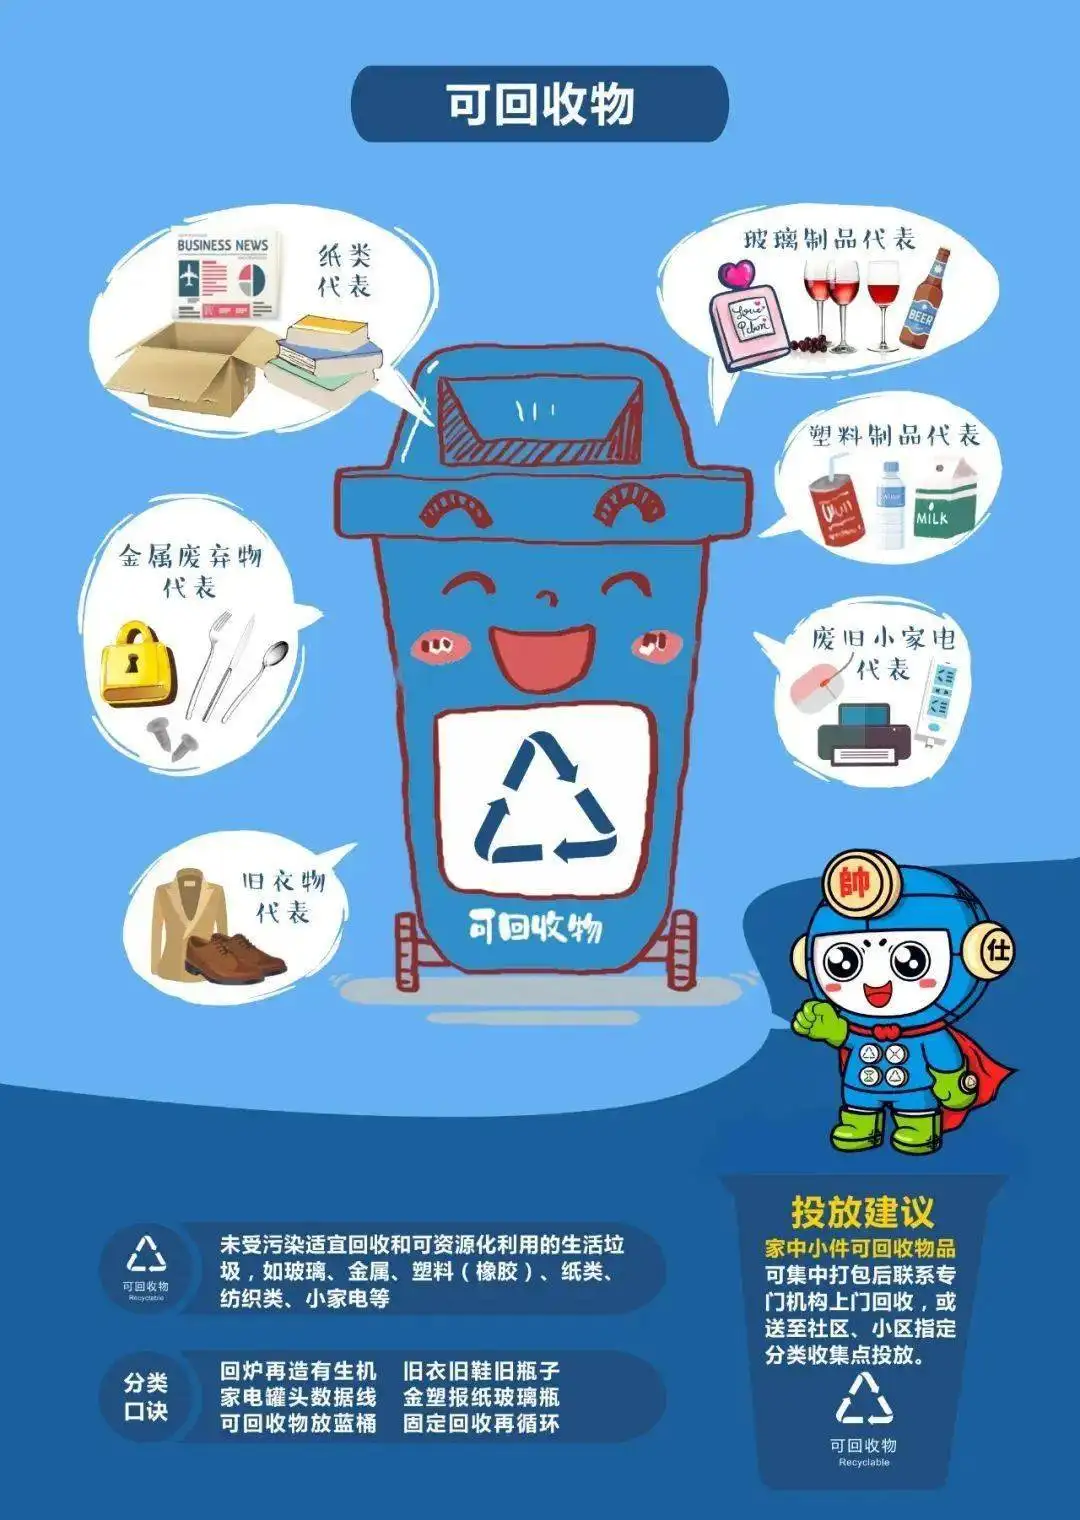 可回收物
BUSINESS NEWS
纸类
代表
玻璃制品代表
Love
BEER
塑料制品代表
MILK
金属废弃物
代表
废旧小家电
代表
旧衣物
代表
可回收物
帥
仕
未受污染适宜回收和可资源化利用的生活垃
圾，如玻璃、金属、塑料（橡胶）、纸类、
纺织类、小家电等
可回收物
Recyclable
分类
口诀
回炉再造有生机 旧衣旧鞋旧瓶子
家电罐头数据线 金塑报纸玻璃瓶
可回收物放蓝桶 固定回收再循环
投放建议
家中小件可回收物品
可集中打包后联系专
门机构上门回收，或
送至社区、小区指定
分类收集点投放。
可回收物
Recyclable